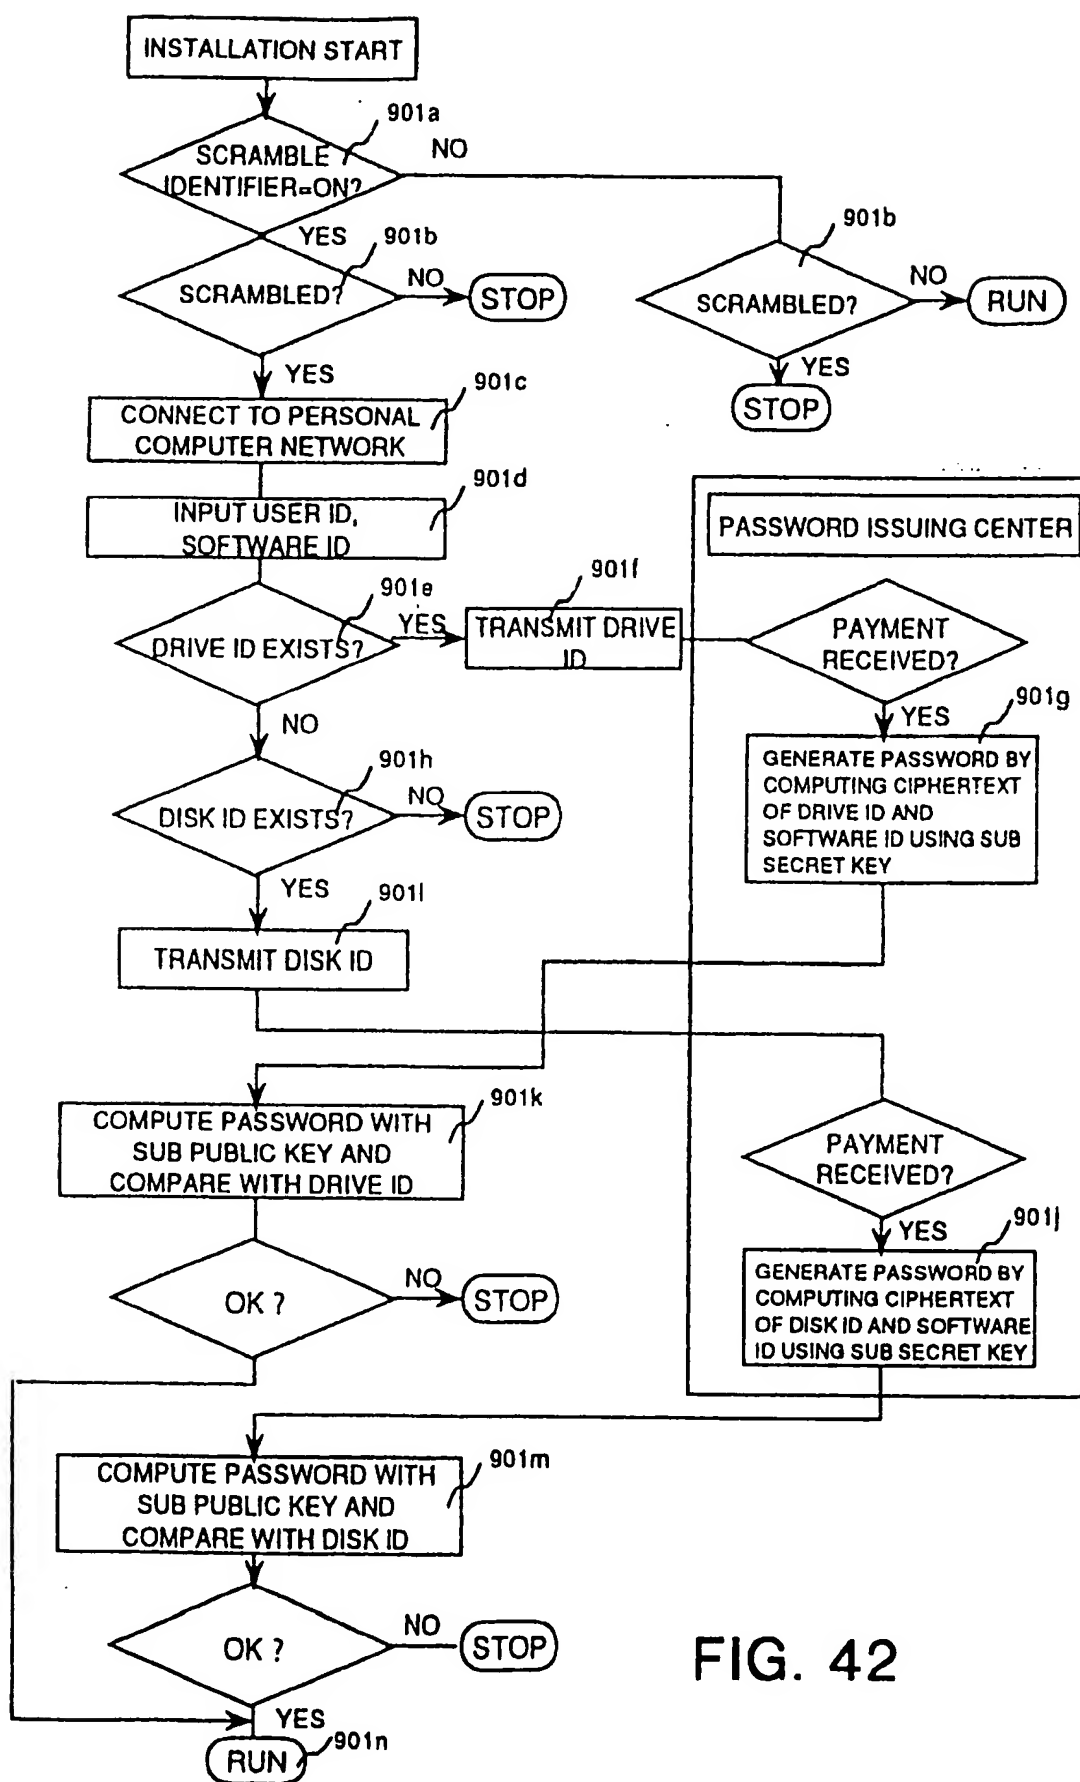 INSTALLATION START
901a
SCRAMBLE
IDENTIFIER=ON?
NO
YES
901b
SCRAMBLED?
NO
STOP
901b
SCRAMBLED?
NO
RUN
YES
STOP
YES
901c
CONNECT TO PERSONAL
COMPUTER NETWORK
901d
INPUT USER ID,
SOFTWARE ID
PASSWORD ISSUING CENTER
901e
DRIVE ID EXISTS?
YES
901f
TRANSMIT DRIVE
ID
PAYMENT
RECEIVED?
NO
YES
901g
GENERATE PASSWORD BY
COMPUTING CIPHERTEXT
OF DRIVE ID AND
SOFTWARE ID USING SUB
SECRET KEY
901h
DISK ID EXISTS?
NO
STOP
YES
901l
TRANSMIT DISK ID
901k
COMPUTE PASSWORD WITH
SUB PUBLIC KEY AND
COMPARE WITH DRIVE ID
PAYMENT
RECEIVED?
YES
901j
GENERATE PASSWORD BY
COMPUTING CIPHERTEXT
OF DISK ID AND SOFTWARE
ID USING SUB SECRET KEY
OK ?
NO
STOP
901m
COMPUTE PASSWORD WITH
SUB PUBLIC KEY AND
COMPARE WITH DISK ID
OK ?
NO
STOP
YES
RUN
901n
FIG. 42